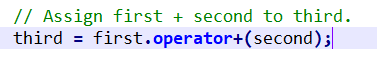 // Assign first + second to third.
third = first.operator+(second);